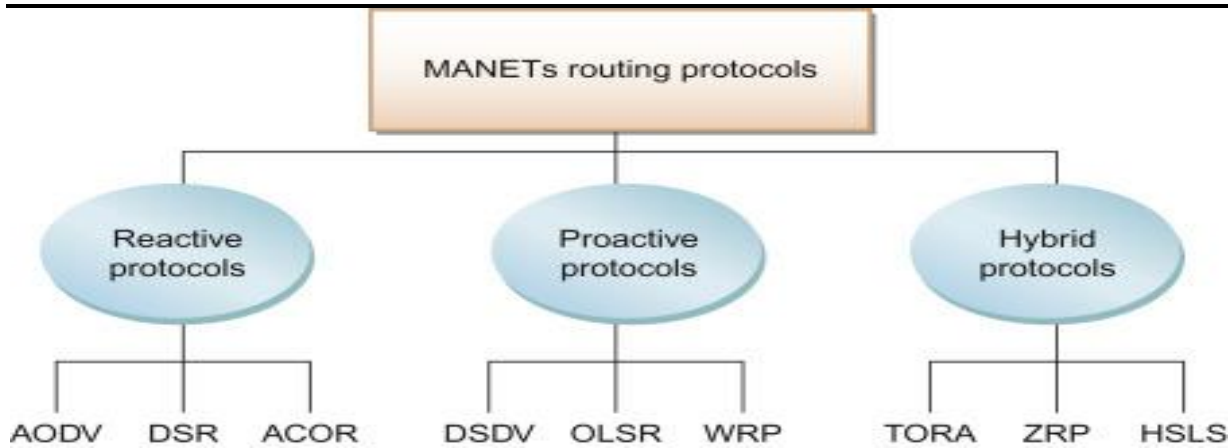 MANETs routing protocols
Reactive
protocols
Proactive
protocols
Hybrid
protocols
AODV DSR ACOR DSDV OLSR WRP TORA ZRP HSLS